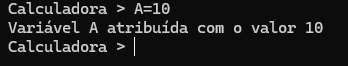 Calculadora > A=10
Variável A atribuída com o valor 10
Calculadora >